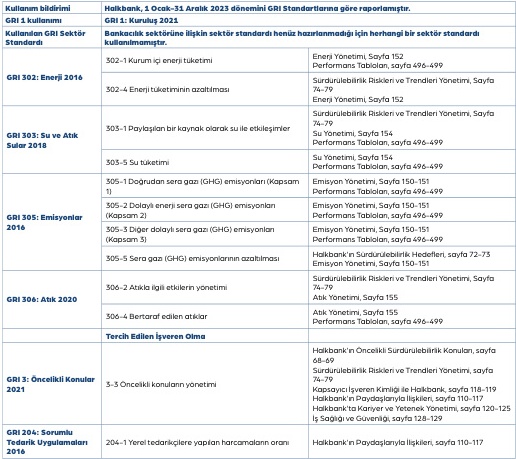 Kullanım bildirimi
Halkbank, 1 Ocak-31 Aralık 2023 dönemini GRI Standartlarına göre raporlamıştır.
GRI 1 kullanımı
GRI 1: Kuruluş 2021
Kullanılan GRI Sektör
Standardı
Bankacılık sektörüne ilişkin sektör standardı henüz hazırlanmadığı için herhangi bir sektör standardı
kullanılmamıştır.
GRI 302: Enerji 2016
302-1 Kurum içi enerji tüketimi
Enerji Yönetimi, Sayfa 152
Performans Tabloları, sayfa 496-499
302-4 Enerji tüketiminin azaltılması
Sürdürülebilirlik Riskleri ve Trendleri Yönetimi, Sayfa
74-79
Enerji Yönetimi, Sayfa 152
GRI 303: Su ve Atık
Sular 2018
303-1 Paylaşılan bir kaynak olarak su ile etkileşimler
Sürdürülebilirlik Riskleri ve Trendleri Yönetimi, Sayfa
74-79
Su Yönetimi, Sayfa 154
Performans Tabloları, sayfa 496-499
303-5 Su tüketimi
Su Yönetimi, Sayfa 154
Performans Tabloları, sayfa 496-499
GRI 305: Emisyonlar
2016
305-1 Doğrudan sera gazı (GHG) emisyonları (Kapsam
1)
Emisyon Yönetimi, Sayfa 150-151
Performans Tabloları, sayfa 496-499
305-2 Dolaylı enerji sera gazı (GHG) emisyonları
(Kapsam 2)
Emisyon Yönetimi, Sayfa 150-151
Performans Tabloları, sayfa 496-499
305-3 Diğer dolaylı sera gazı (GHG) emisyonları
(Kapsam 3)
Emisyon Yönetimi, Sayfa 150-151
Performans Tabloları, sayfa 496-499
305-5 Sera gazı (GHG) emisyonlarının azaltılması
Halkbank'ın Sürdürülebilirlik Hedefleri, sayfa 72-73
Emisyon Yönetimi, Sayfa 150-151
GRI 306: Atık 2020
306-2 Atıkla ilgili etkilerin yönetimi
Sürdürülebilirlik Riskleri ve Trendleri Yönetimi, Sayfa
74-79
Atık Yönetimi, Sayfa 155
306-4 Bertaraf edilen atıklar
Atık Yönetimi, Sayfa 155
Performans Tabloları, sayfa 496-499
Tercih Edilen İşveren Olma
GRI 3: Öncelikli Konular
2021
3-3 Öncelikli konuların yönetimi
Halkbank'ın Öncelikli Sürdürülebilirlik Konuları, sayfa
68-69
Sürdürülebilirlik Riskleri ve Trendleri Yönetimi, Sayfa
74-79
Kapsayıcı İşveren Kimliği ile Halkbank, sayfa 118-119
Halkbank'ın Paydaşlarıyla İlişkileri, sayfa 110-117
Halkbank'ta Kariyer ve Yetenek Yönetimi, sayfa 120-125
İş Sağlığı ve Güvenliği, sayfa 128-129
GRI 204: Sorumlu
Tedarik Uygulamaları
2016
204-1 Yerel tedarikçilere yapılan harcamaların oranı
Halkbank'ın Paydaşlarıyla İlişkileri, sayfa 110-117